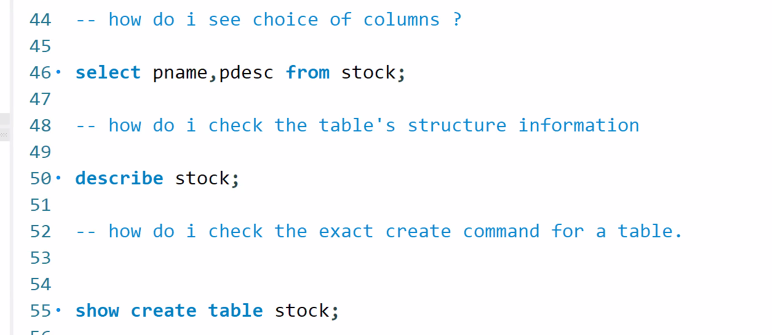 44 -- how do i see choice of columns ?
45
46 select pname,pdesc from stock;
47
48 -- how do i check the table's structure information
49
50 describe stock;
51
52 -- how do i check the exact create command for a table.
53
54
55 show create table stock;